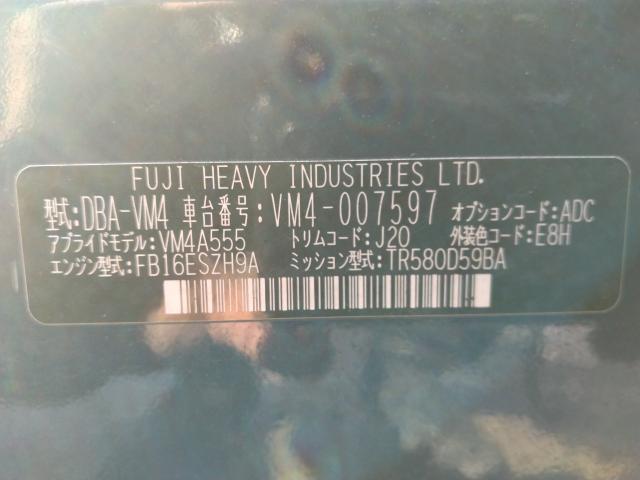 FUJI HEAVY INDUSTRIES LTD.
型式:DBA-VM4 車台番号:VM4-007597 オプションコード:ADC
アプライドモデル:VM4A555 トリムコード:J20 外装色コード:E8H
エンジン型式:FB16ESZH9A ミッション型式:TR580D59BA